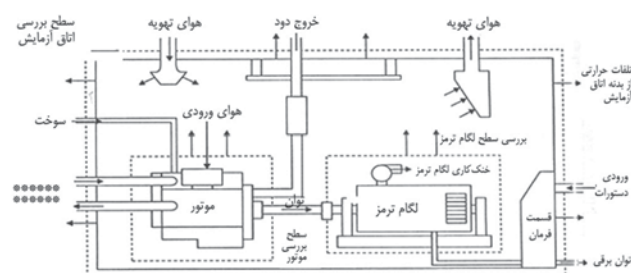 سطح بررسی
اتاق آزمایش
هوای تهویه
خروج دود
هوای تهویه
تلفات حرارتی
از بدنه اتاق
آزمایش
سوخت
هوای ورودی
بررسی سطح لگام ترمز
خنک‌کاری لگام ترمز
ورودی
دستورات
موتور
توان
لگام ترمز
قسمت
فرمان
سطح
بررسی
موتور
توان برقی